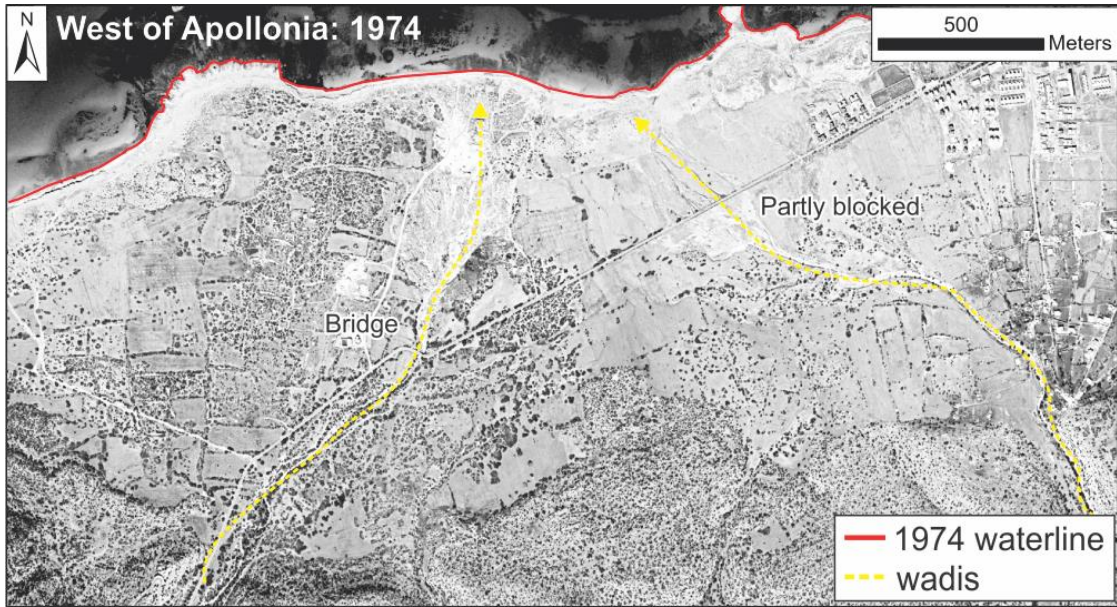 N
West of Apollonia: 1974
500
Meters
Partly blocked
Bridge
1974 waterline
wadis